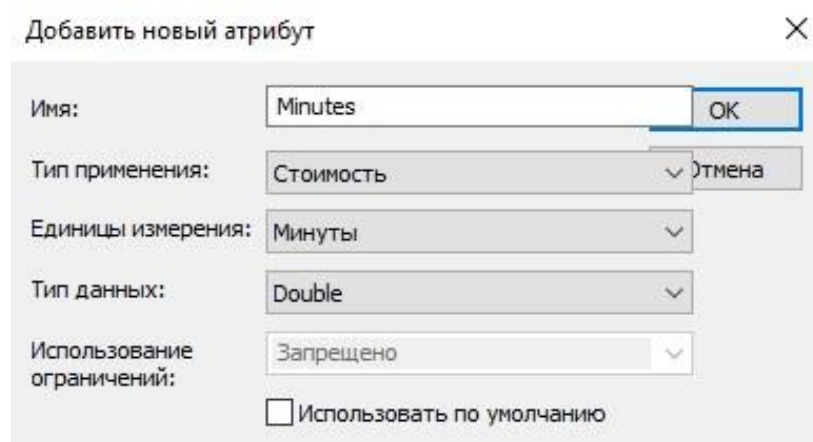 Добавить новый атрибут
Имя: Minutes OK
Тип применения: Стоимость
Единицы измерения: Минуты
Тип данных: Double
Использование
ограничений: Запрещено
Использовать по умолчанию